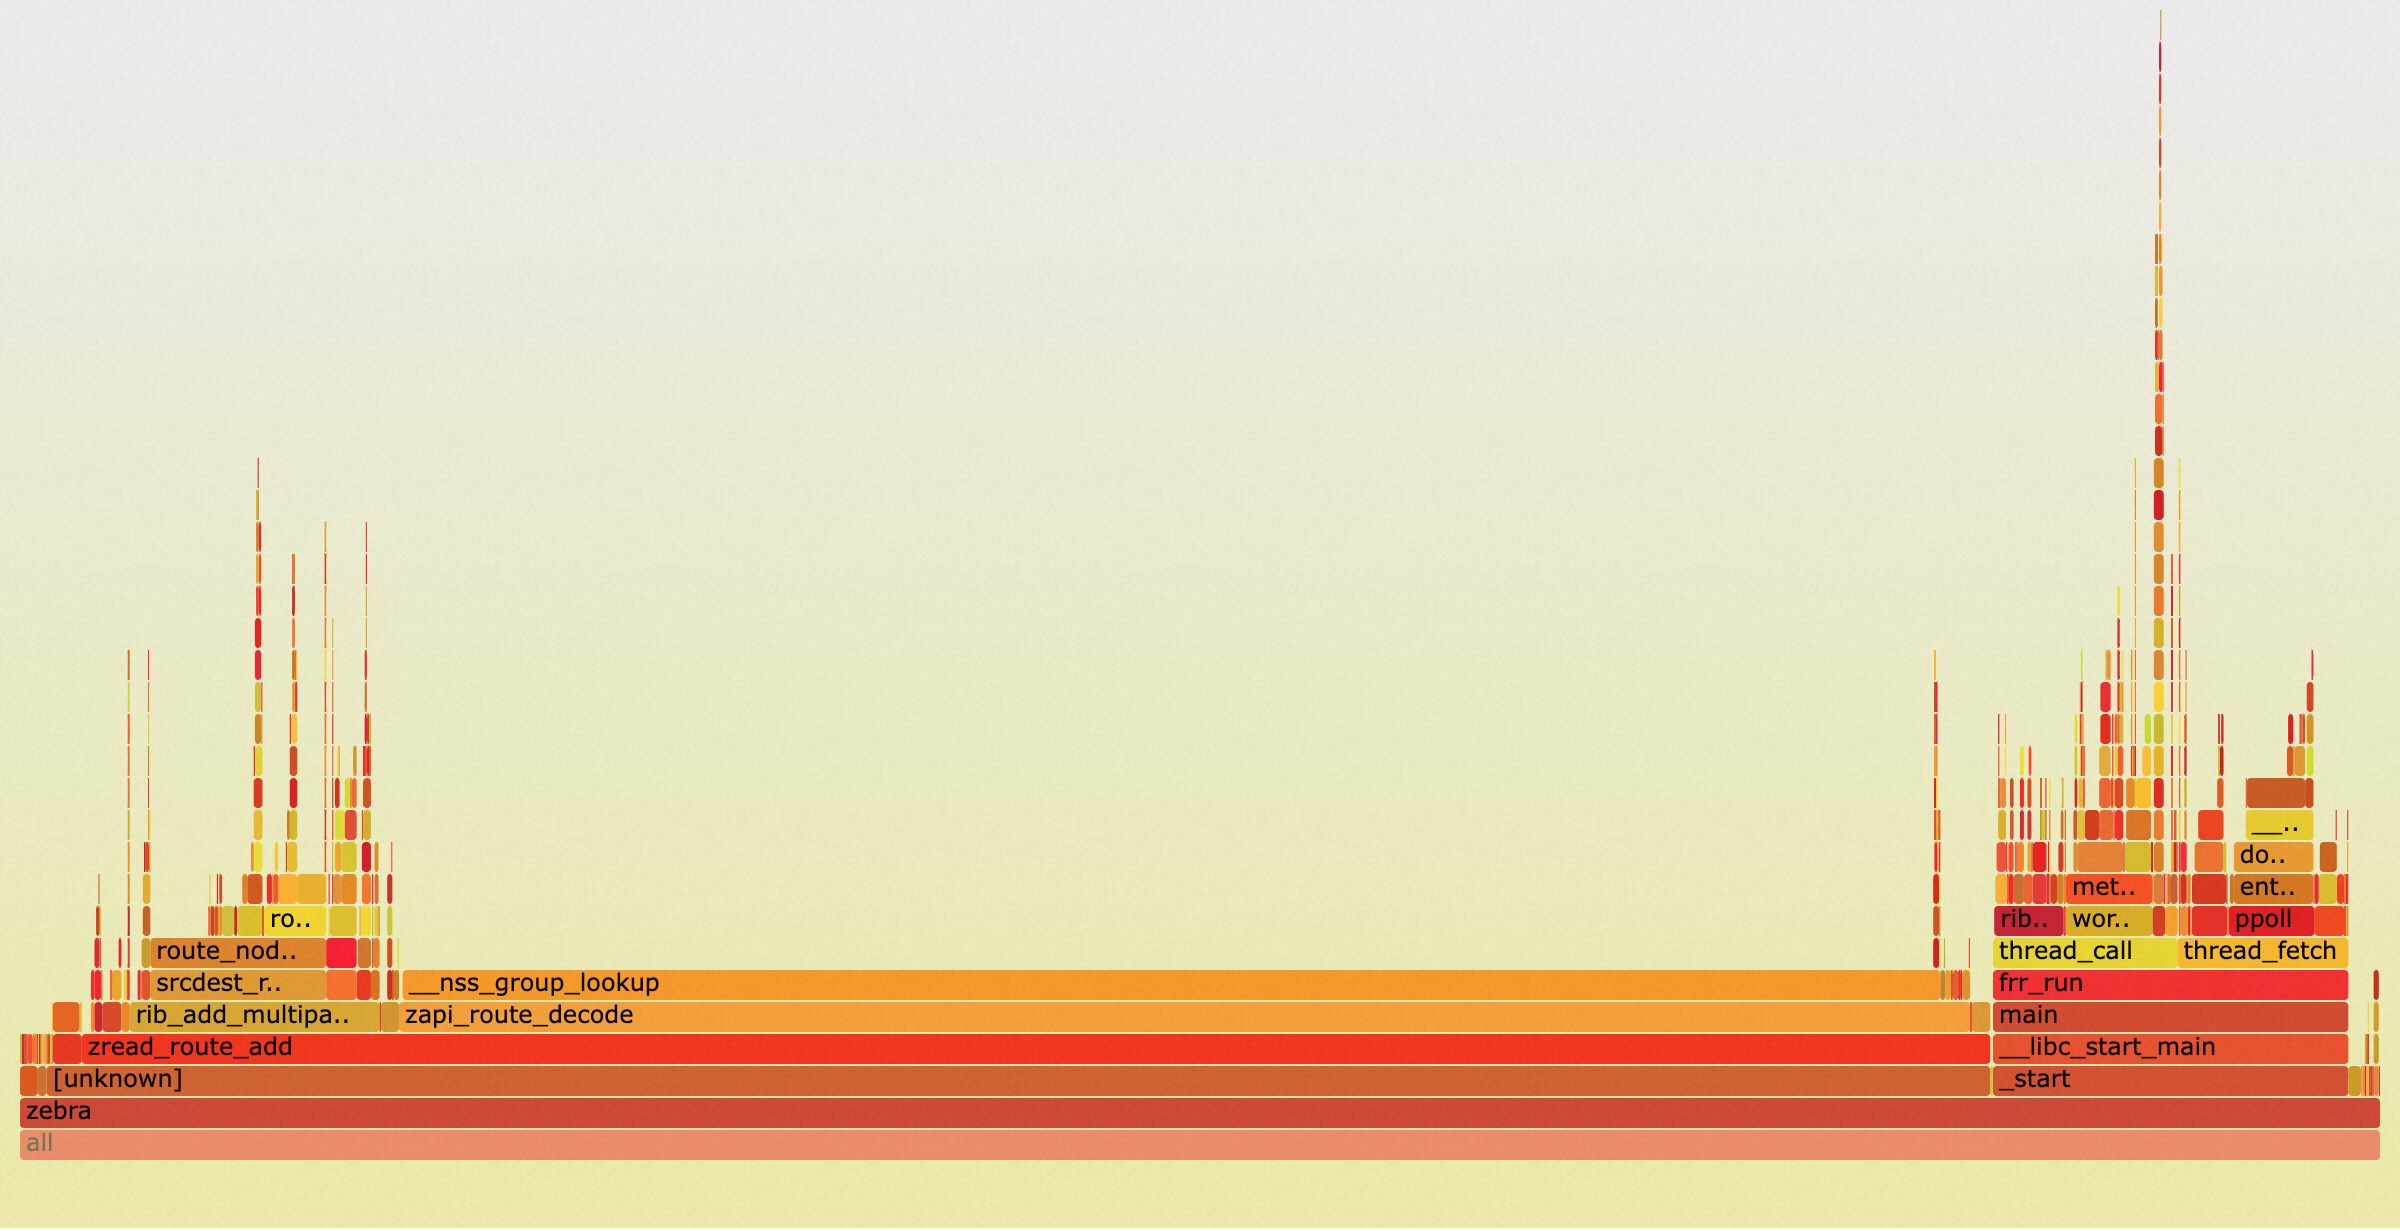 ro..
rib..
wor..
met..
ent..
do..
__..
ppoll
route_nod..
thread_call
thread_fetch
srcdest_r..
__nss_group_lookup
frr_run
rib_add_multipa..
zapi_route_decode
main
zread_route_add
__libc_start_main
[unknown]
_start
zebra
all